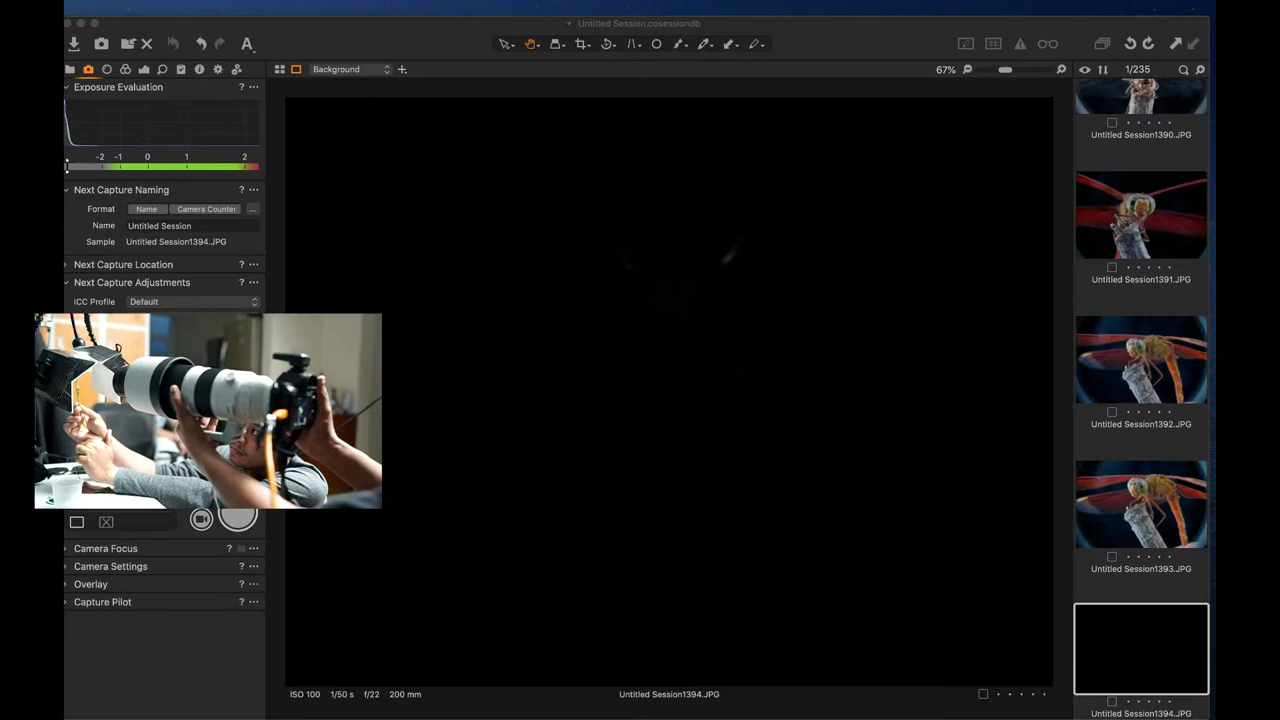 Untitled Session.cosessiondb
Background
67%
1/235
Exposure Evaluation
-2 -1 0 1 2
Next Capture Naming
Format Name Camera Counter ...
Name Untitled Session
Sample Untitled Session1394.JPG
Next Capture Location
Next Capture Adjustments
ICC Profile Default
Camera Focus
Camera Settings
Overlay
Capture Pilot
ISO 100 1/50 s f/22 200 mm
Untitled Session1394.JPG
Untitled Session1390.JPG
Untitled Session1391.JPG
Untitled Session1392.JPG
Untitled Session1393.JPG
Untitled Session1394.JPG